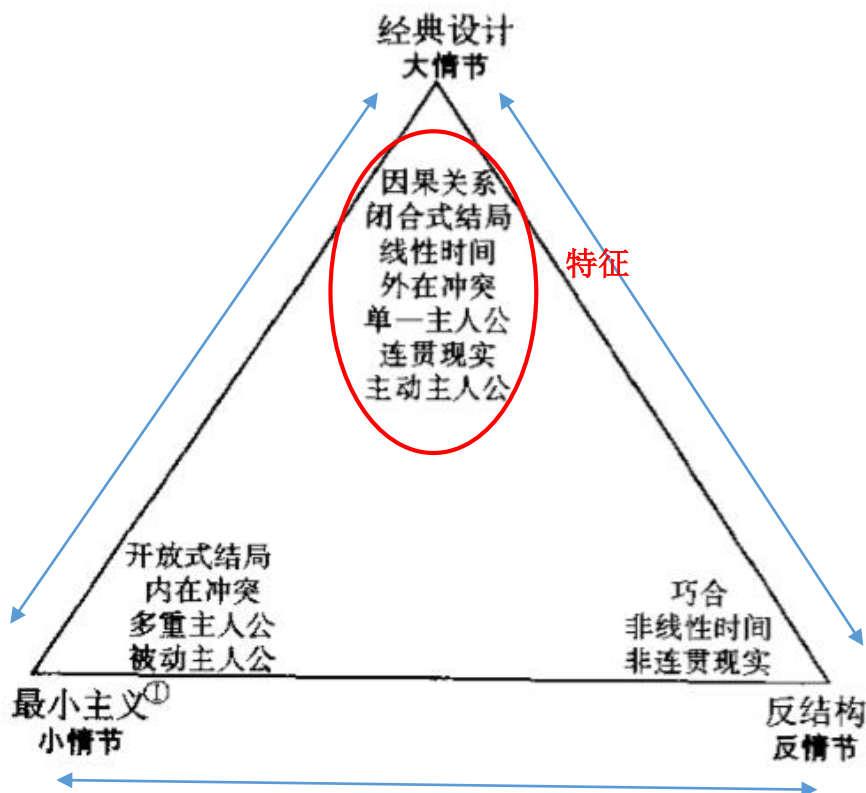 经典设计
大情节
因果关系
闭合式结局
线性时间
外在冲突
单一主人公
连贯现实
主动主人公
特征
开放式结局
内在冲突
多重主人公
被动主人公
巧合
非线性时间
非连贯现实
最小主义①
小情节
反结构
反情节